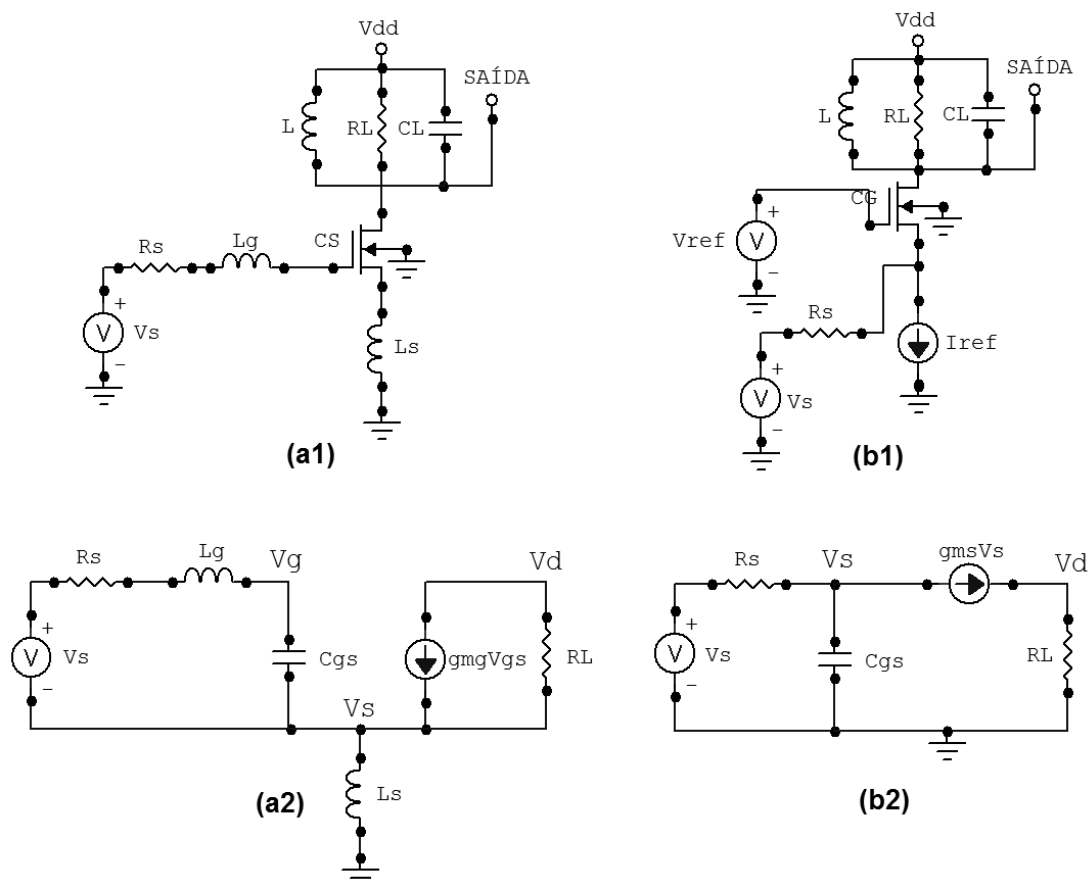 Vdd
SAÍDA
L
RL
CL
CS
Rs
Lg
+
V
Vs
−
Ls
(a1)
Vdd
SAÍDA
L
RL
CL
CG
+
V
Vref
−
Rs
Iref
+
V
Vs
−
(b1)
Rs
Lg
Vg
Vd
+
V
Vs
−
Cgs
gmgVgs
RL
Vs
Ls
(a2)
Rs
Vs
gmsVs
Vd
+
V
Vs
−
Cgs
RL
(b2)